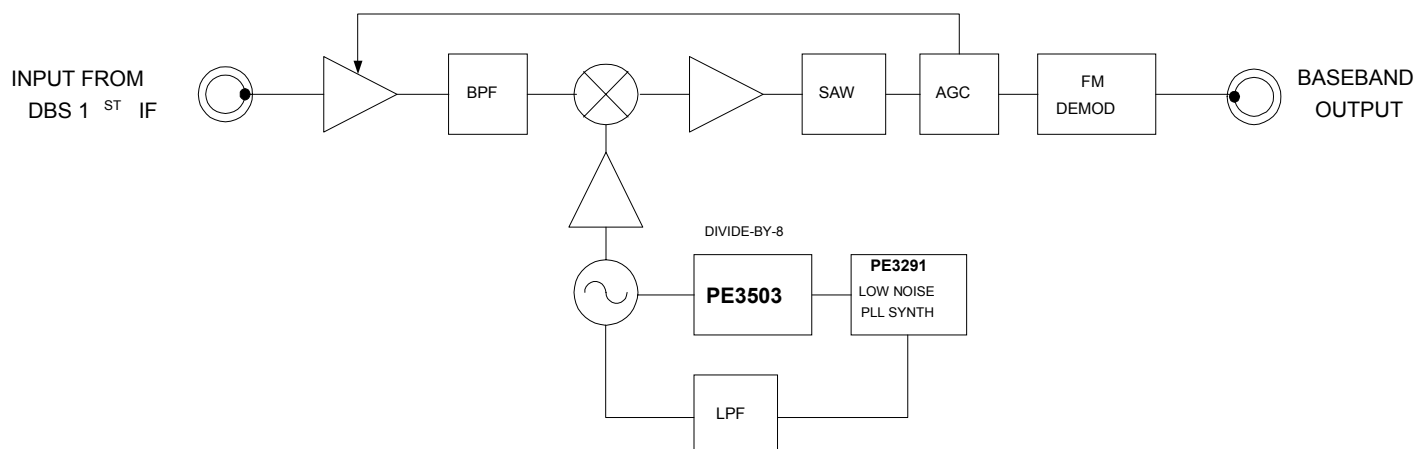 INPUT FROM
DBS 1 ST IF
BPF
SAW
AGC
FM
DEMOD
BASEBAND
OUTPUT
DIVIDE-BY-8
PE3503
PE3291
LOW NOISE
PLL SYNTH
LPF